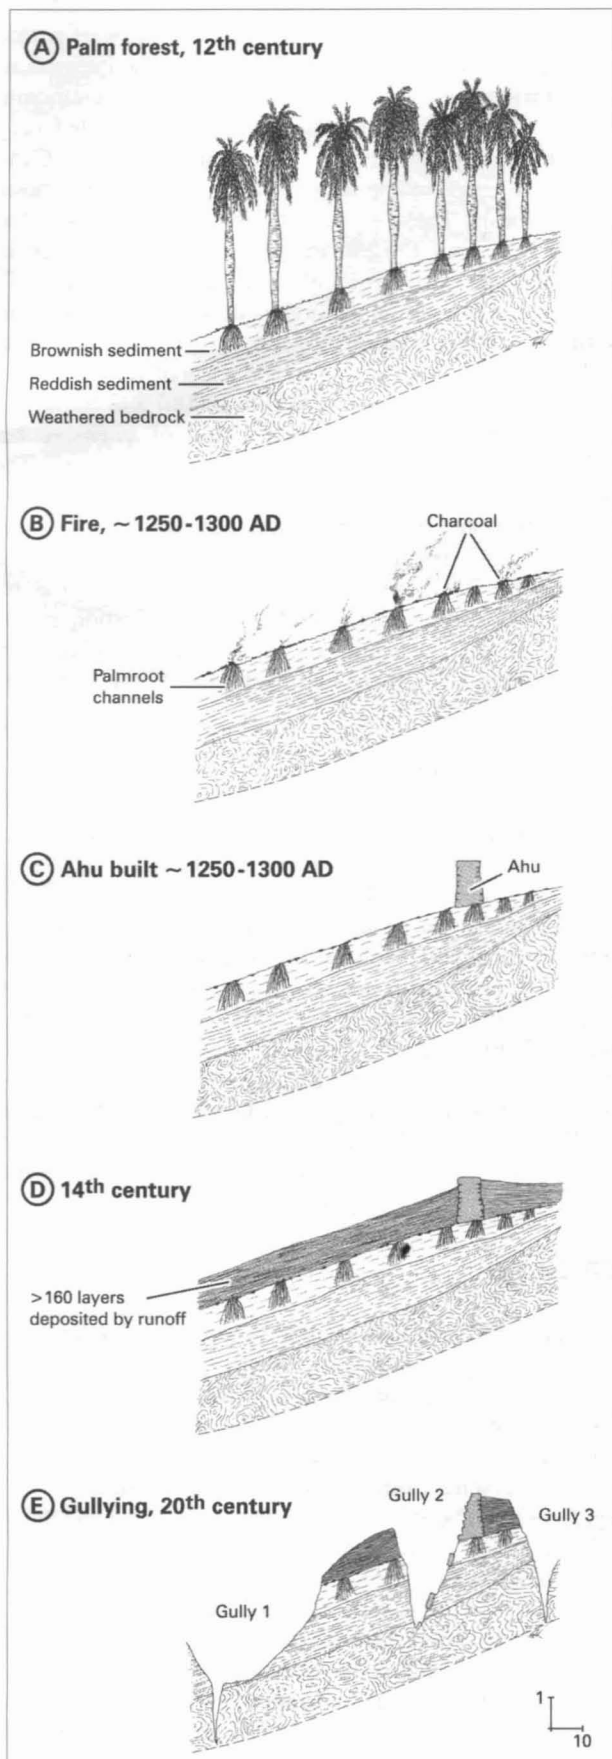 A Palm forest, 12th century
Brownish sediment
Reddish sediment
Weathered bedrock
B Fire, ~ 1250-1300 AD
Charcoal
Palmroot
channels
C Ahu built ~ 1250-1300 AD
Ahu
D 14th century
>160 layers
deposited by runoff
E Gullying, 20th century
Gully 2
Gully 3
Gully 1
1
10